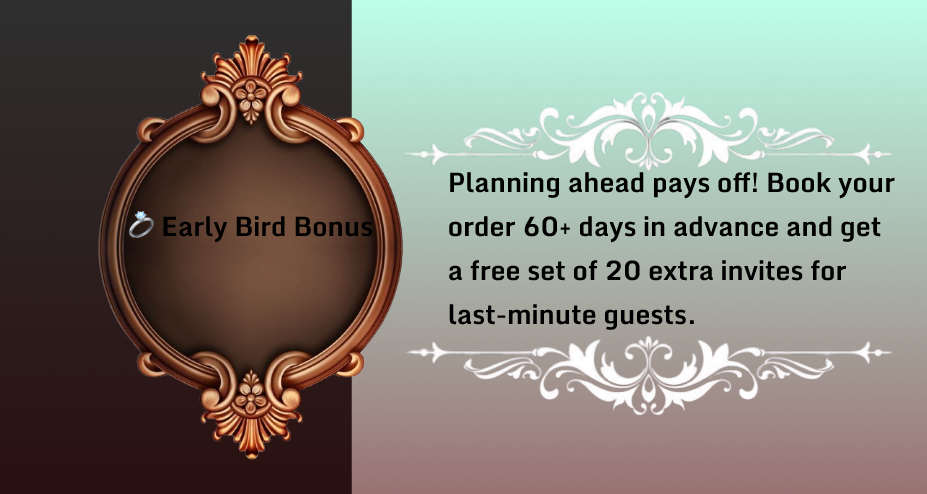 💍 Early Bird Bonus
Planning ahead pays off! Book your
order 60+ days in advance and get
a free set of 20 extra invites for
last-minute guests.